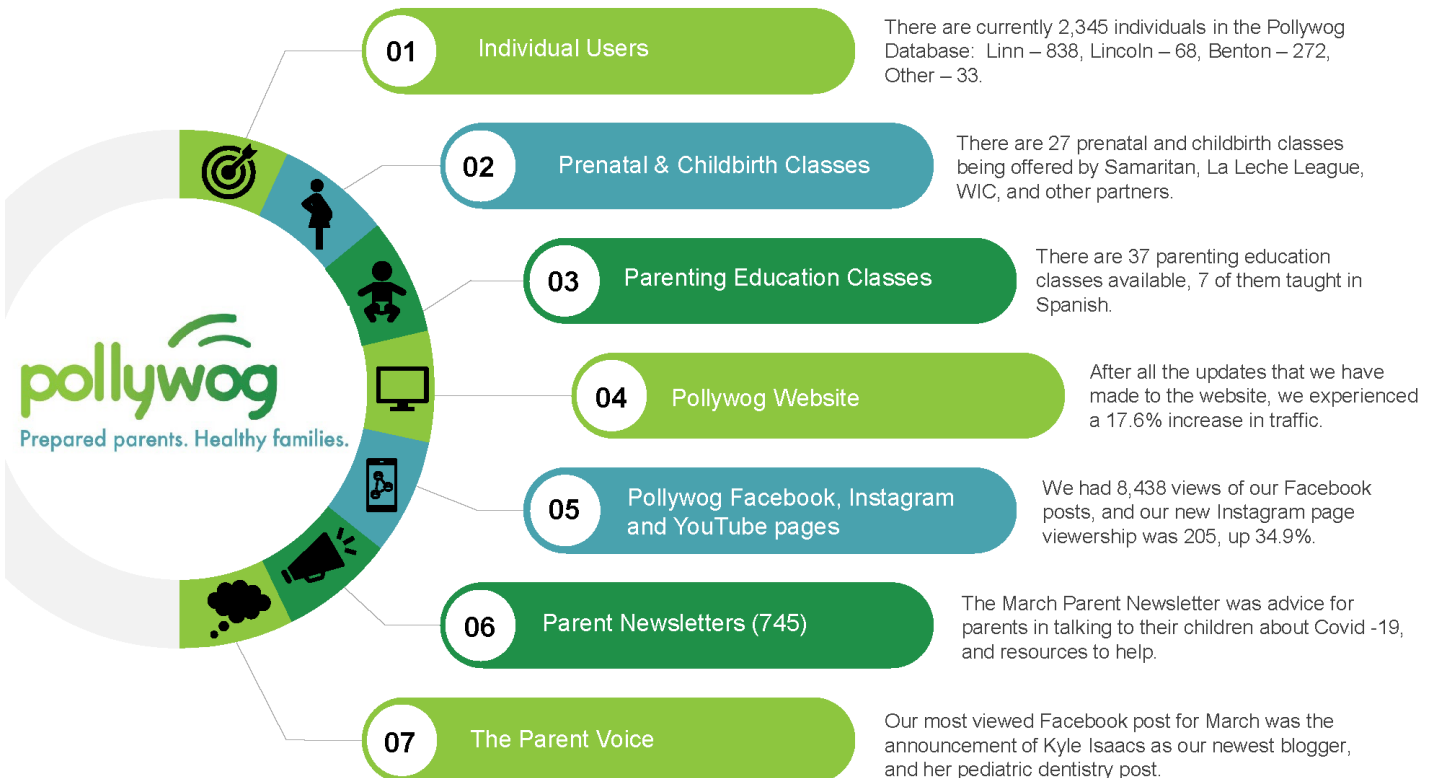 01
Individual Users
There are currently 2,345 individuals in the Pollywog
Database: Linn – 838, Lincoln – 68, Benton – 272,
Other – 33.
02
Prenatal & Childbirth Classes
There are 27 prenatal and childbirth classes
being offered by Samaritan, La Leche League,
WIC, and other partners.
03
Parenting Education Classes
There are 37 parenting education
classes available, 7 of them taught in
Spanish.
pollywog
Prepared parents. Healthy families.
04
Pollywog Website
After all the updates that we have
made to the website, we experienced
a 17.6% increase in traffic.
05
Pollywog Facebook, Instagram
and YouTube pages
We had 8,438 views of our Facebook
posts, and our new Instagram page
viewership was 205, up 34.9%.
06
Parent Newsletters (745)
The March Parent Newsletter was advice for
parents in talking to their children about Covid -19,
and resources to help.
07
The Parent Voice
Our most viewed Facebook post for March was the
announcement of Kyle Isaacs as our newest blogger,
and her pediatric dentistry post.